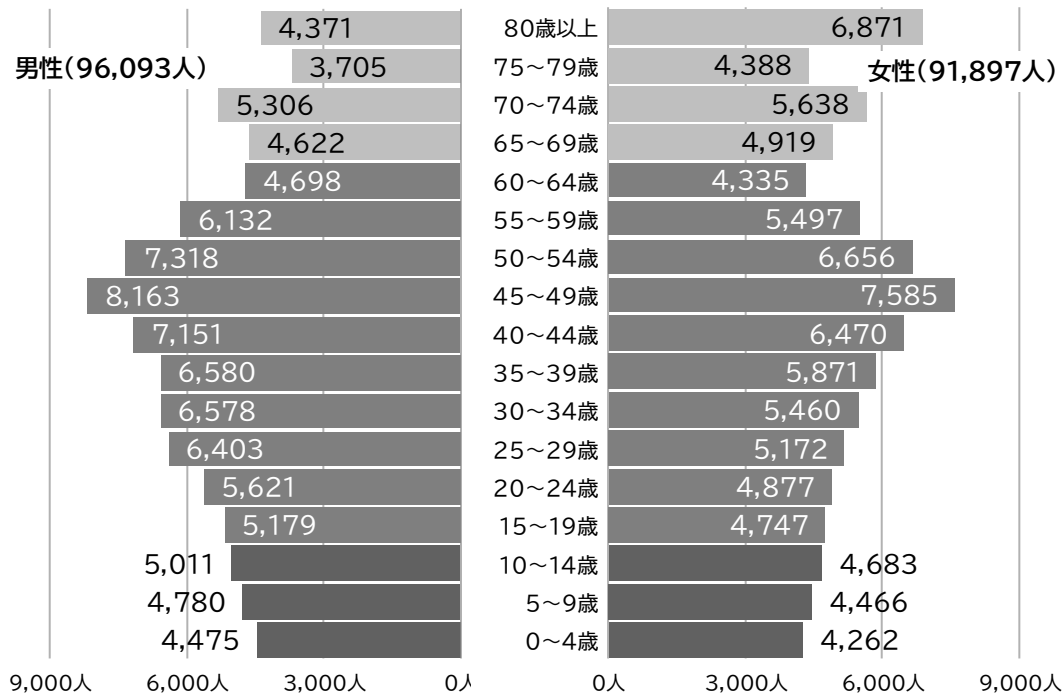 4,371 80歳以上 6,871
男性(96,093人) 3,705 75～79歳 4,388 女性(91,897人)
5,306 70～74歳 5,638
4,622 65～69歳 4,919
4,698 60～64歳 4,335
6,132 55～59歳 5,497
7,318 50～54歳 6,656
8,163 45～49歳 7,585
7,151 40～44歳 6,470
6,580 35～39歳 5,871
6,578 30～34歳 5,460
6,403 25～29歳 5,172
5,621 20～24歳 4,877
5,179 15～19歳 4,747
5,011 10～14歳 4,683
4,780 5～9歳 4,466
4,475 0～4歳 4,262
9,000人 6,000人 3,000人 0人 0人 3,000人 6,000人 9,000人